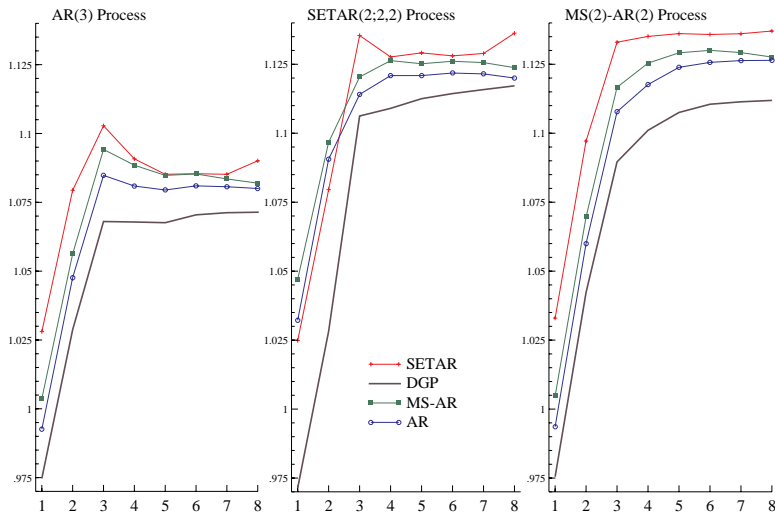 AR(3) Process
SETAR(2;2,2) Process
MS(2)-AR(2) Process
1.125
1.1
1.075
1.05
1.025
1
.975
1 2 3 4 5 6 7 8
1.125
1.1
1.075
1.05
1.025
1
.975
1 2 3 4 5 6 7 8
SETAR
DGP
MS-AR
AR
1.125
1.1
1.075
1.05
1.025
1
.975
1 2 3 4 5 6 7 8